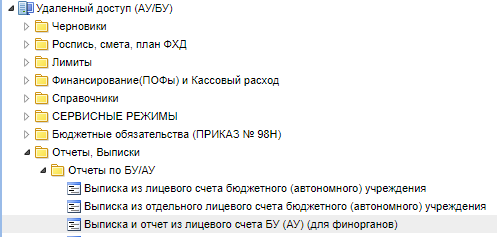 Удаленный доступ (АУ/БУ)
Черновики
Роспись, смета, план ФХД
Лимиты
Финансирование(ПОФы) и Кассовый расход
Справочники
СЕРВИСНЫЕ РЕЖИМЫ
Бюджетные обязательства (ПРИКАЗ № 98Н)
Отчеты, Выписки
Отчеты по БУ/АУ
Выписка из лицевого счета бюджетного (автономного) учреждения
Выписка из отдельного лицевого счета бюджетного (автономного) учреждения
Выписка и отчет из лицевого счета БУ (АУ) (для финорганов)